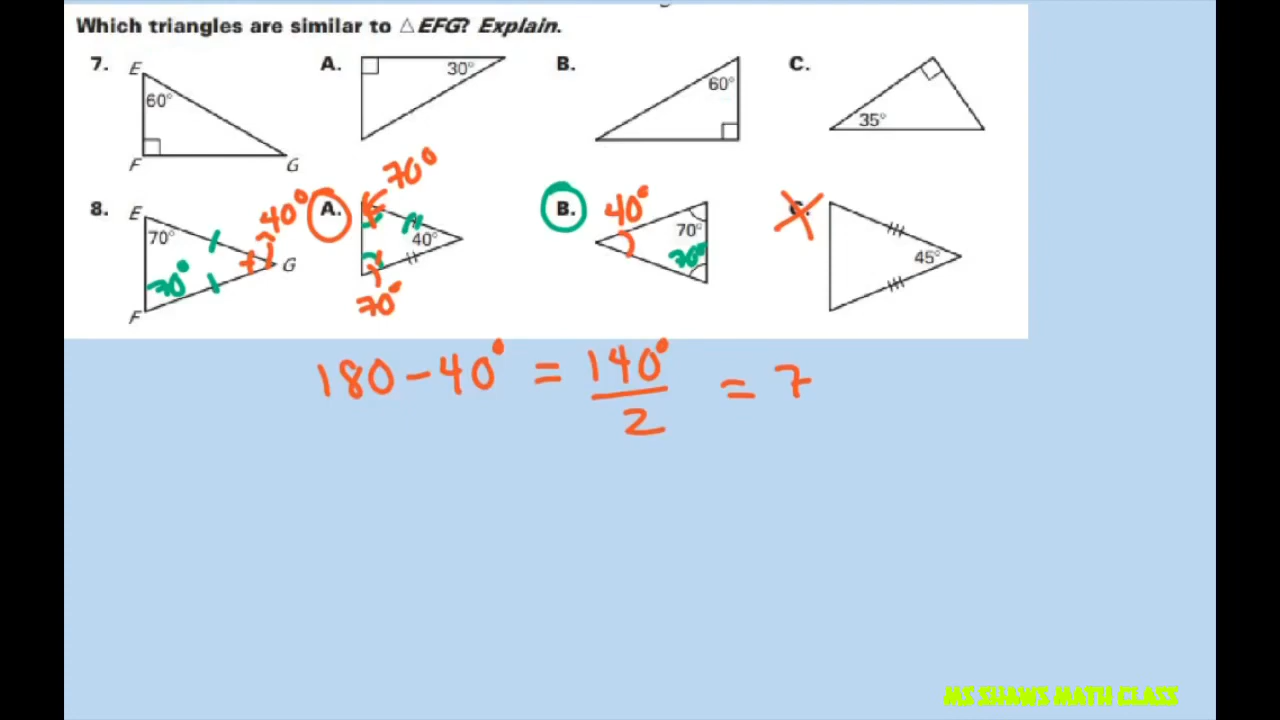 Which triangles are similar to △EFG? Explain.
7. E 60° F G
A. 30°
B. 60°
C. 35°
8. E 70° 70° F G 40°
A. 70° 40° 70°
B. 40° 70° 70°
C. 45°
180 - 40° = 140° / 2 = 7
MS SHAWS MATH CLASS